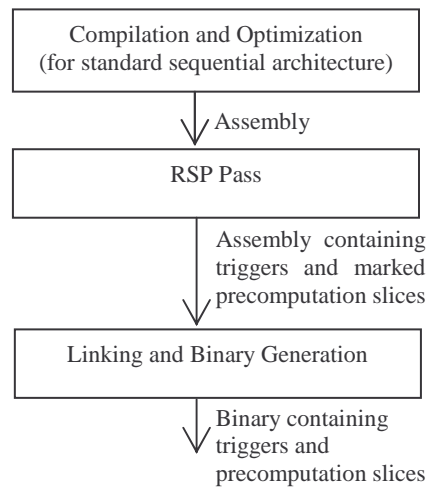 Compilation and Optimization
(for standard sequential architecture)
Assembly
RSP Pass
Assembly containing
triggers and marked
precomputation slices
Linking and Binary Generation
Binary containing
triggers and
precomputation slices